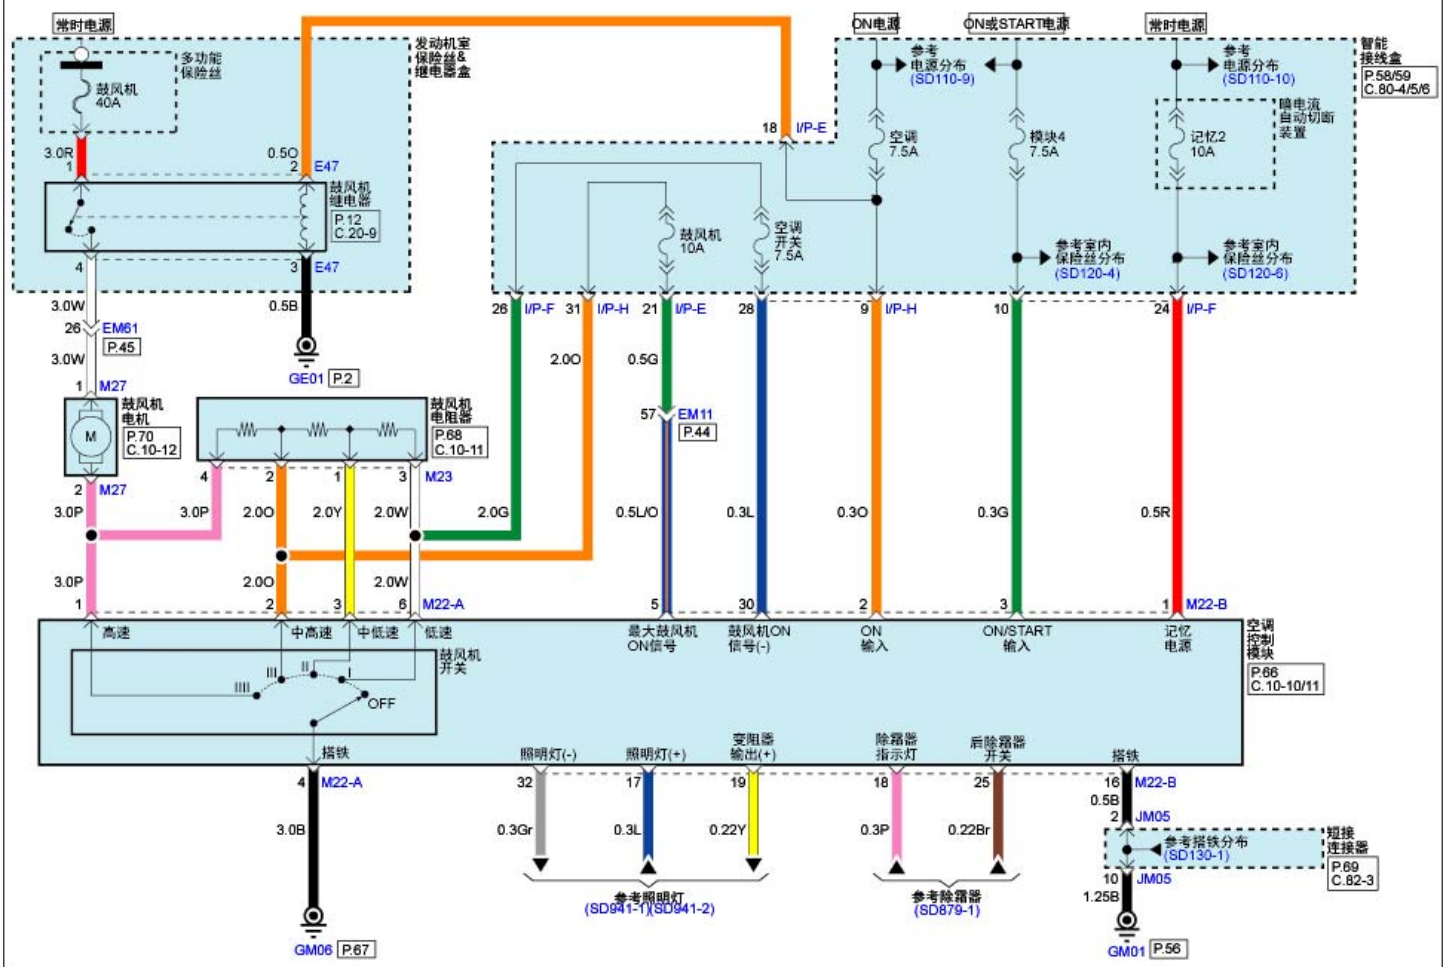 常时电源
ON电源
ON或START电源
常时电源
发动机室
保险丝&
继电器盒
多功能
保险丝
鼓风机
40A
参考
电源分布
(SD110-9)
参考
电源分布
(SD110-10)
智能
接线盒
P.58/59
C.80-4/5/6
暗电流
自动切断
装置
18 I/P-E
空调
7.5A
模块4
7.5A
记忆2
10A
3.0R
1
0.5O
2 E47
鼓风机
继电器
P.12
C.20-9
鼓风机
10A
空调
开关
7.5A
参考室内
保险丝分布
(SD120-4)
参考室内
保险丝分布
(SD120-6)
4
3 E47
3.0W
0.5B
26 I/P-F
31 I/P-H
21 I/P-E
28
9 I/P-H
10
24 I/P-F
26 EM61
P.45
3.0W
2.0O
0.5G
GE01 P.2
1 M27
鼓风机
电机
M
P.70
C.10-12
鼓风机
电阻器
P.68
C.10-11
57 EM11
P.44
2 M27
4
2
1
3 M23
3.0P
3.0P
2.0O
2.0Y
2.0W
2.0G
0.5L/O
0.3L
0.3O
0.3G
0.5R
3.0P
2.0O
2.0W
1
2
3
6 M22-A
5
30
2
3
1 M22-B
高速
中高速
中低速
低速
最大鼓风机
ON信号
鼓风机ON
信号(-)
ON
输入
ON/START
输入
记忆
电源
空调
控制
模块
P.66
C.10-10/11
鼓风机
开关
IIII
III
II
I
OFF
搭铁
照明灯(-)
照明灯(+)
变阻器
输出(+)
除霜器
指示灯
后除霜器
开关
搭铁
4 M22-A
32
17
19
18
25
16 M22-B
3.0B
0.3Gr
0.3L
0.22Y
0.3P
0.22Br
0.5B
2 JM05
参考搭铁分布
(SD130-1)
短接
连接器
P.69
C.82-3
10 JM05
1.25B
参考照明灯
(SD941-1)(SD941-2)
参考除霜器
(SD879-1)
GM06 P.67
GM01 P.56